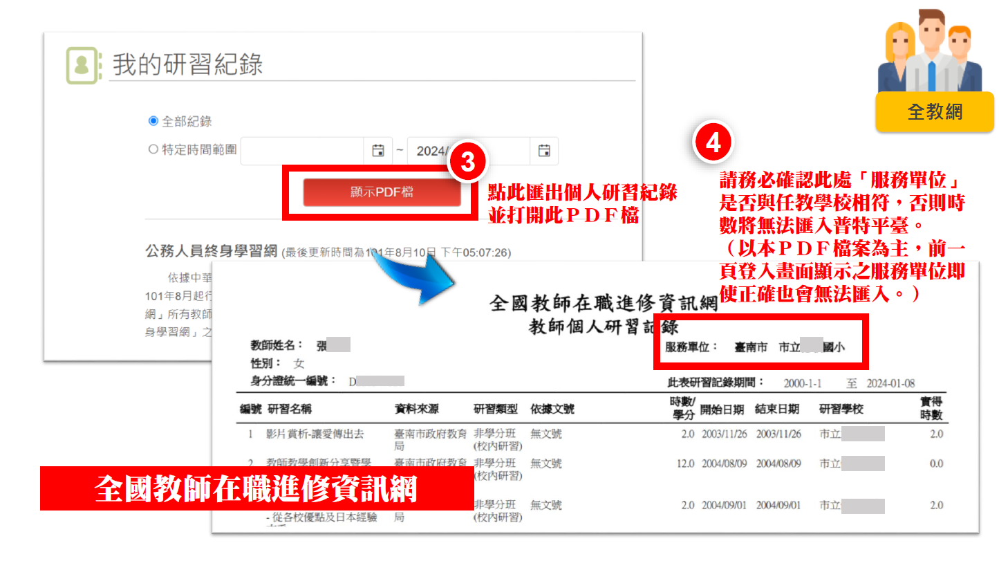 我的研習紀錄
全教網
全部紀錄
特定時間範圍
~
2024/
3
4
顯示PDF檔
點此匯出個人研習紀錄
並打開此PDF檔
請務必確認此處「服務單位」
是否與任教學校相符，否則時
數將無法匯入普特平臺。
（以本PDF檔案為主，前一
頁登入畫面顯示之服務單位即
使正確也會無法匯入。）
公務人員終身學習網 (最後更新時間為101年8月10日 下午05:07:26)
依據中華
101年8月起行
網」所有教師
身學習網」之
全國教師在職進修資訊網
教師個人研習記錄
教師姓名： 張
服務單位： 臺南市 市立 國小
性別： 女
身分證統一編號： D
此表研習記錄期間： 2000-1-1 至 2024-01-08
編號 研習名稱 資料來源 研習類型 依據文號 時數/學分 開始日期 結束日期 研習學校 實得時數
1 影片賞析-讓愛傳出去 臺南市政府教育局 非學分班(校內研習) 無文號 2.0 2003/11/26 2003/11/26 市立 2.0
2 教師教學創新分享暨學 臺南市政府教育 非學分班(校內研習) 無文號 12.0 2004/08/09 2004/08/09 市立 0.0
非學分班(校內研習) 無文號 2.0 2004/09/01 2004/09/01 市立 2.0
- 從各校優點及日本經驗 局
全國教師在職進修資訊網